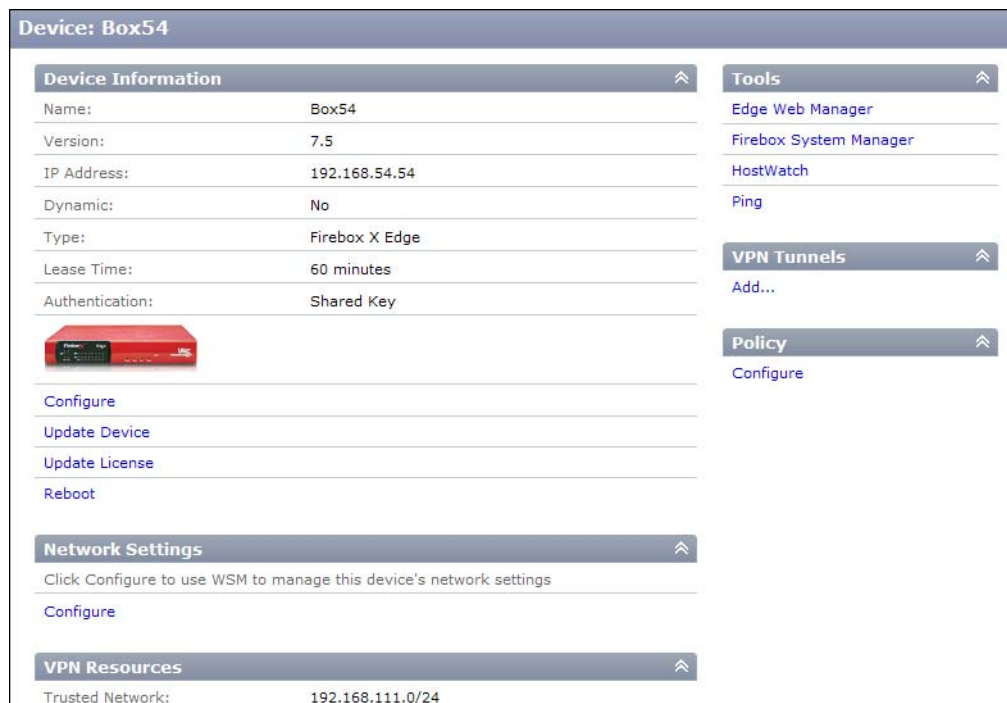 Device: Box54
Device Information
Name: Box54
Version: 7.5
IP Address: 192.168.54.54
Dynamic: No
Type: Firebox X Edge
Lease Time: 60 minutes
Authentication: Shared Key
Configure
Update Device
Update License
Reboot
Network Settings
Click Configure to use WSM to manage this device's network settings
Configure
VPN Resources
Trusted Network: 192.168.111.0/24
Tools
Edge Web Manager
Firebox System Manager
HostWatch
Ping
VPN Tunnels
Add...
Policy
Configure